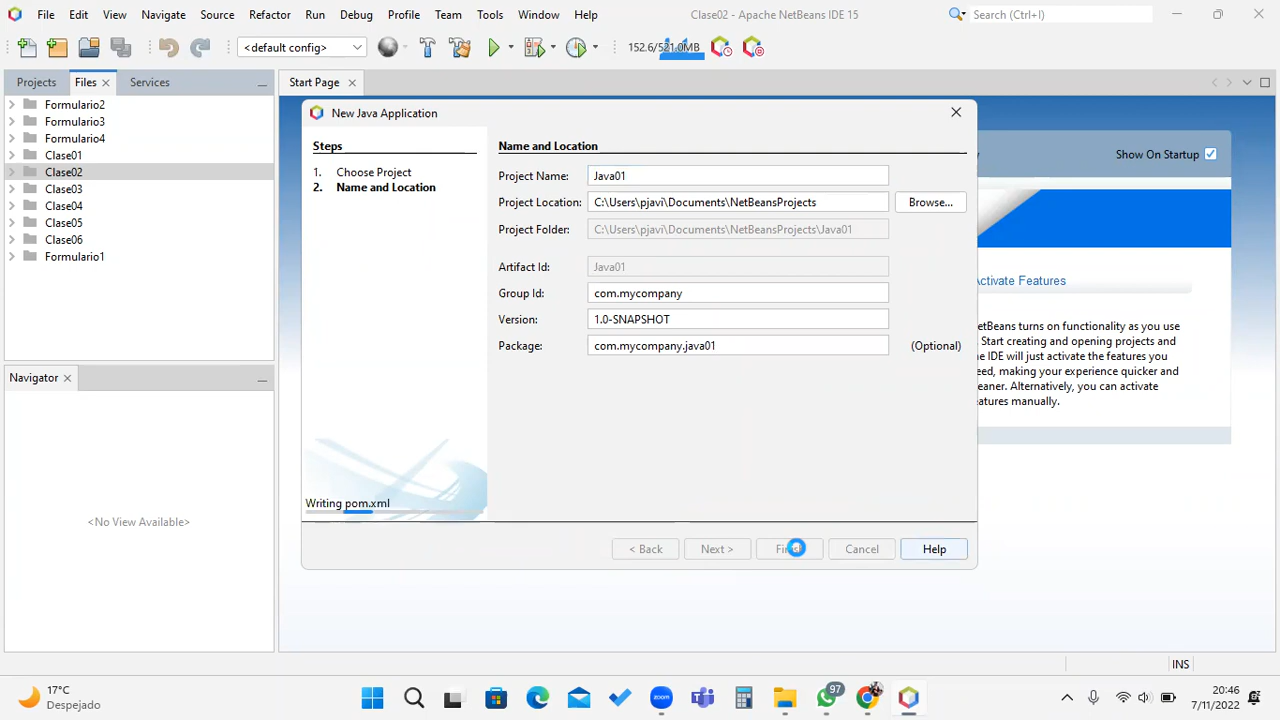 File Edit View Navigate Source Refactor Run Debug Profile Team Tools Window Help
Clase02 - Apache NetBeans IDE 15
Search (Ctrl+I)
<default config>
152.6/521.0MB
Projects Files Services
Start Page
Formulario2
Formulario3
Formulario4
Clase01
Clase02
Clase03
Clase04
Clase05
Clase06
Formulario1
Navigator
<No View Available>
New Java Application
Steps
1. Choose Project
2. Name and Location
Writing pom.xml
Name and Location
Project Name: Java01
Project Location: C:\Users\pjavi\Documents\NetBeansProjects Browse...
Project Folder: C:\Users\pjavi\Documents\NetBeansProjects\Java01
Artifact Id: Java01
Group Id: com.mycompany
Version: 1.0-SNAPSHOT
Package: com.mycompany.java01 (Optional)
< Back Next > Cancel Help
Show On Startup
ctivate Features
tBeans turns on functionality as you use
Start creating and opening projects and
e IDE will just activate the features you
eed, making your experience quicker and
eaner. Alternatively, you can activate
atures manually.
INS
17°C
Despejado
zoom
97
20:46
7/11/2022